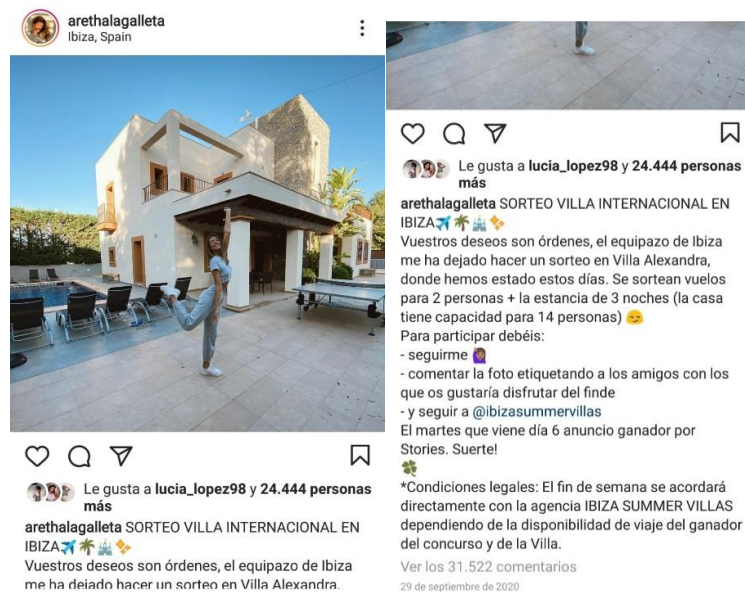 arethalagalleta
Ibiza, Spain
Le gusta a lucia_lopez98 y 24.444 personas
más
arethalagalleta SORTEO VILLA INTERNACIONAL EN
IBIZA✈️🌴🏰✨
Vuestros deseos son órdenes, el equipazo de Ibiza
me ha dejado hacer un sorteo en Villa Alexandra,
Le gusta a lucia_lopez98 y 24.444 personas
más
arethalagalleta SORTEO VILLA INTERNACIONAL EN
IBIZA✈️🌴🏰✨
Vuestros deseos son órdenes, el equipazo de Ibiza
me ha dejado hacer un sorteo en Villa Alexandra,
donde hemos estado estos días. Se sortean vuelos
para 2 personas + la estancia de 3 noches (la casa
tiene capacidad para 14 personas) 😏
Para participar debéis:
- seguirme 🙋🏽‍♀️
- comentar la foto etiquetando a los amigos con los
que os gustaría disfrutar del finde
- y seguir a @ibizasummervillas
El martes que viene día 6 anuncio ganador por
Stories. Suerte!
🍀
*Condiciones legales: El fin de semana se acordará
directamente con la agencia IBIZA SUMMER VILLAS
dependiendo de la disponibilidad de viaje del ganador
del concurso y de la Villa.
Ver los 31.522 comentarios
29 de septiembre de 2020